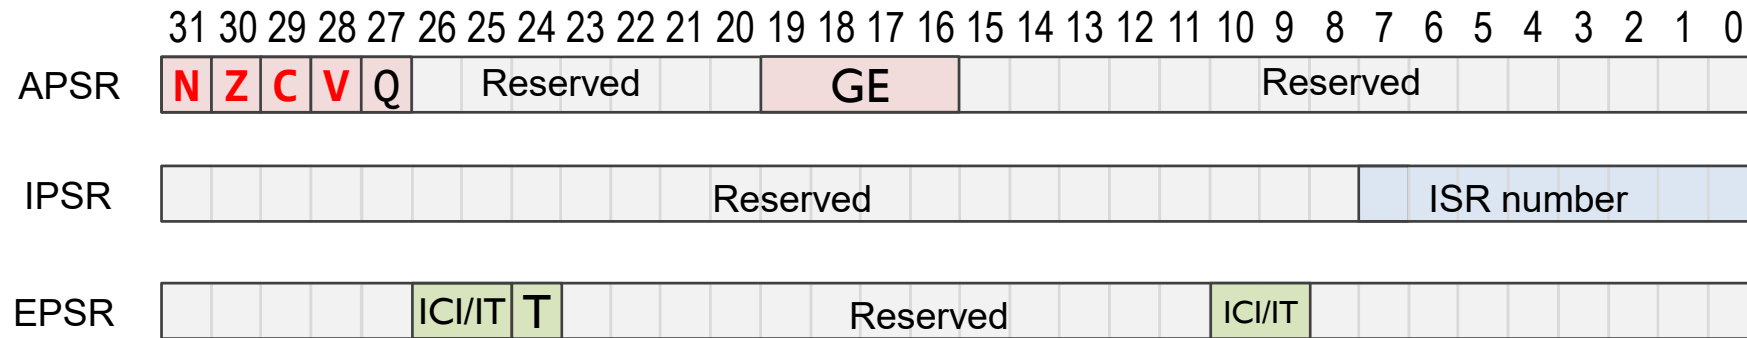 31 30 29 28 27 26 25 24 23 22 21 20 19 18 17 16 15 14 13 12 11 10 9 8 7 6 5 4 3 2 1 0
APSR N Z C V Q Reserved GE Reserved
IPSR Reserved ISR number
EPSR ICI/IT T Reserved ICI/IT